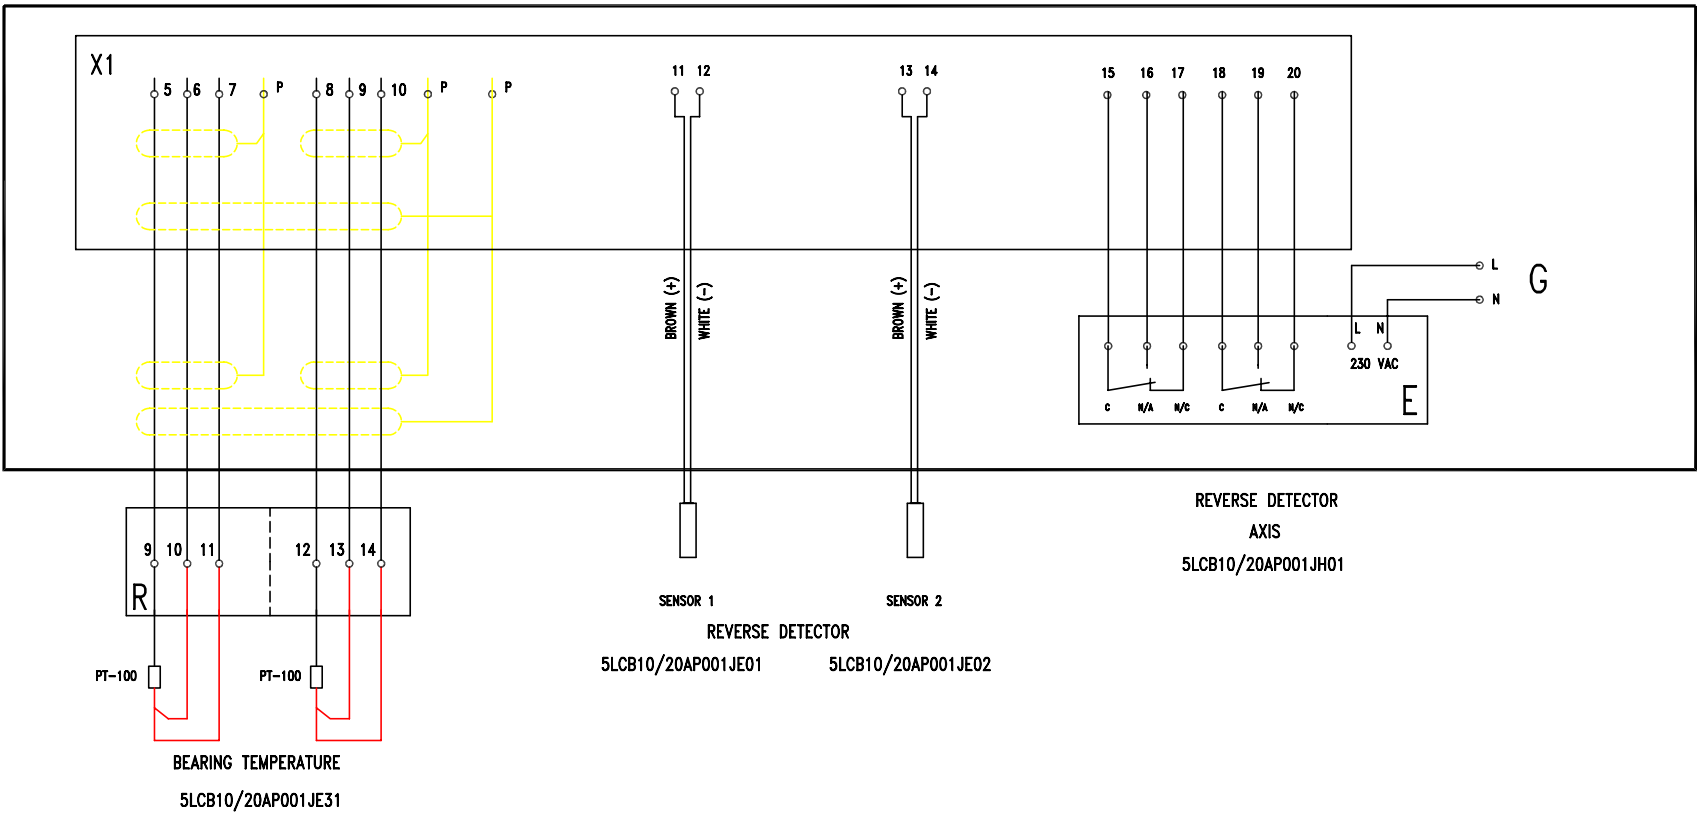 X1
5 6 7 P 8 9 10 P P
11 12
13 14
15 16 17 18 19 20
BROWN (+)
WHITE (-)
BROWN (+)
WHITE (-)
L
N
G
L N
230 VAC
E
C N/A N/C C N/A N/C
9 10 11 12 13 14
R
PT-100 PT-100
BEARING TEMPERATURE
5LCB10/20AP001JE31
SENSOR 1 SENSOR 2
REVERSE DETECTOR
5LCB10/20AP001JE01 5LCB10/20AP001JE02
REVERSE DETECTOR
AXIS
5LCB10/20AP001JH01